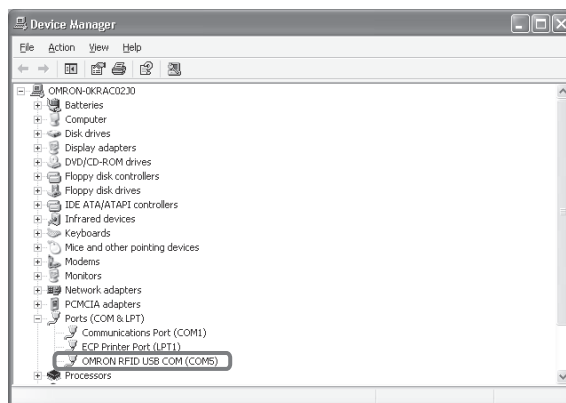 Device Manager
File Action View Help
OMRON-0KRAC02J0
Batteries
Computer
Disk drives
Display adapters
DVD/CD-ROM drives
Floppy disk controllers
Floppy disk drives
IDE ATA/ATAPI controllers
Infrared devices
Keyboards
Mice and other pointing devices
Modems
Monitors
Network adapters
PCMCIA adapters
Ports (COM & LPT)
Communications Port (COM1)
ECP Printer Port (LPT1)
OMRON RFID USB COM (COM5)
Processors